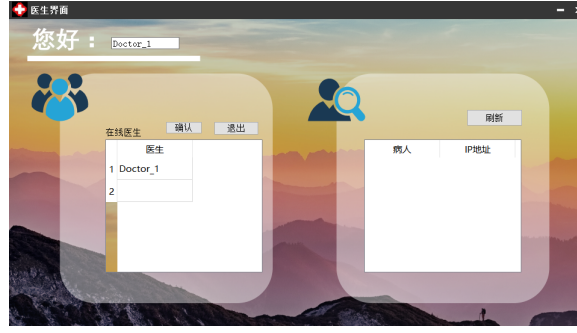 医生界面
您好：
Doctor_1
在线医生
确认
退出
医生
1 Doctor_1
2
刷新
病人
IP地址